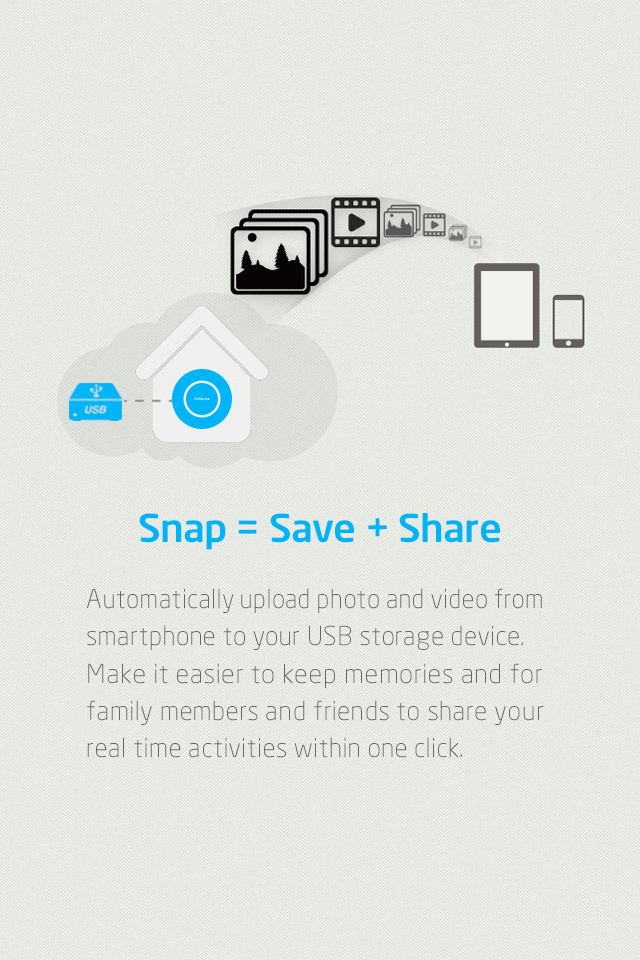 USB
Snap = Save + Share
Automatically upload photo and video from
smartphone to your USB storage device.
Make it easier to keep memories and for
family members and friends to share your
real time activities within one click.